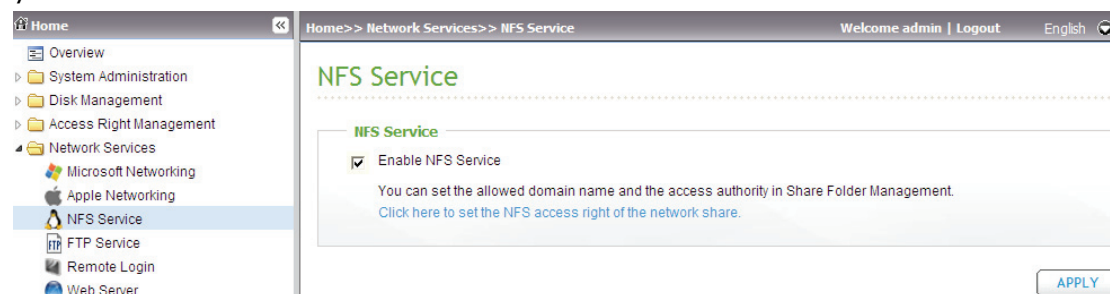 Home
Overview
System Administration
Disk Management
Access Right Management
Network Services
Microsoft Networking
Apple Networking
NFS Service
FTP
FTP Service
Remote Login
Web Server
Home>> Network Services>> NFS Service
Welcome admin | Logout
English
NFS Service
NFS Service
Enable NFS Service
You can set the allowed domain name and the access authority in Share Folder Management.
Click here to set the NFS access right of the network share.
APPLY